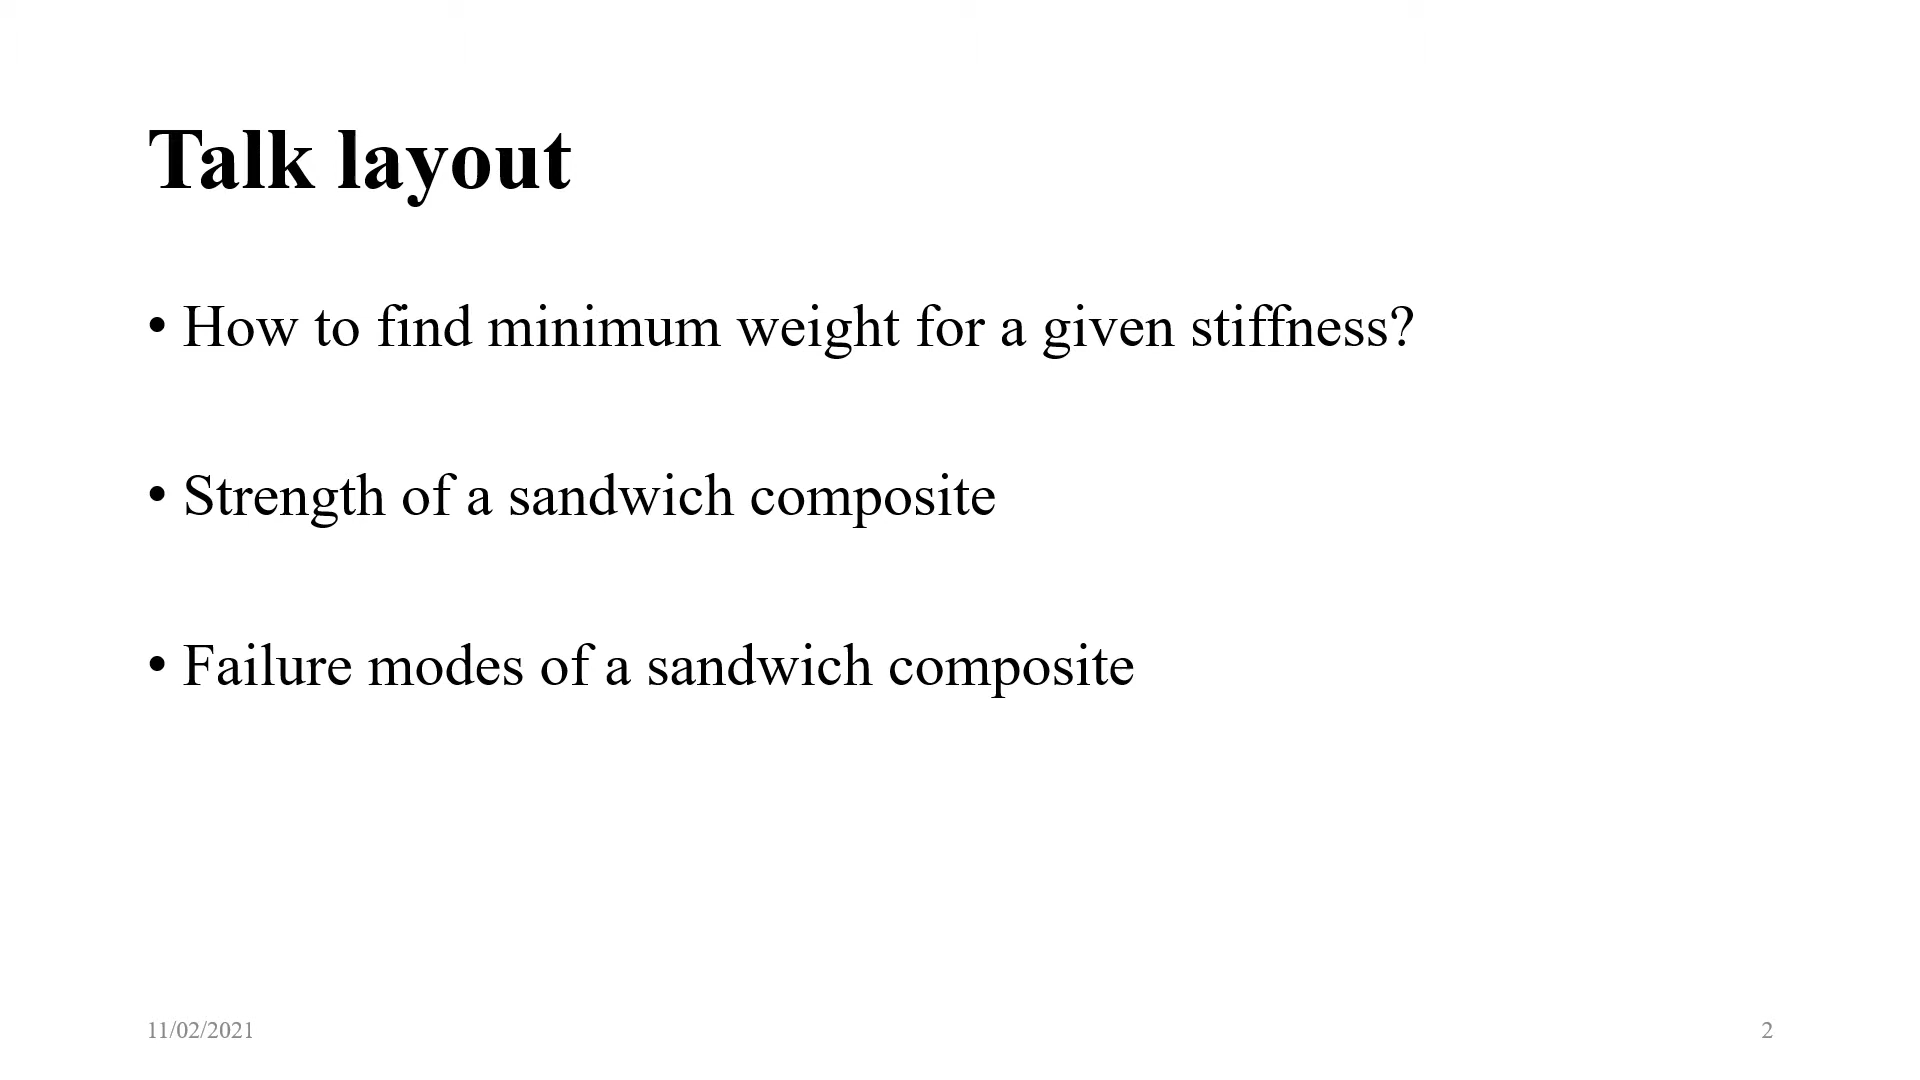 Talk layout
• How to find minimum weight for a given stiffness?
• Strength of a sandwich composite
• Failure modes of a sandwich composite
11/02/2021
2